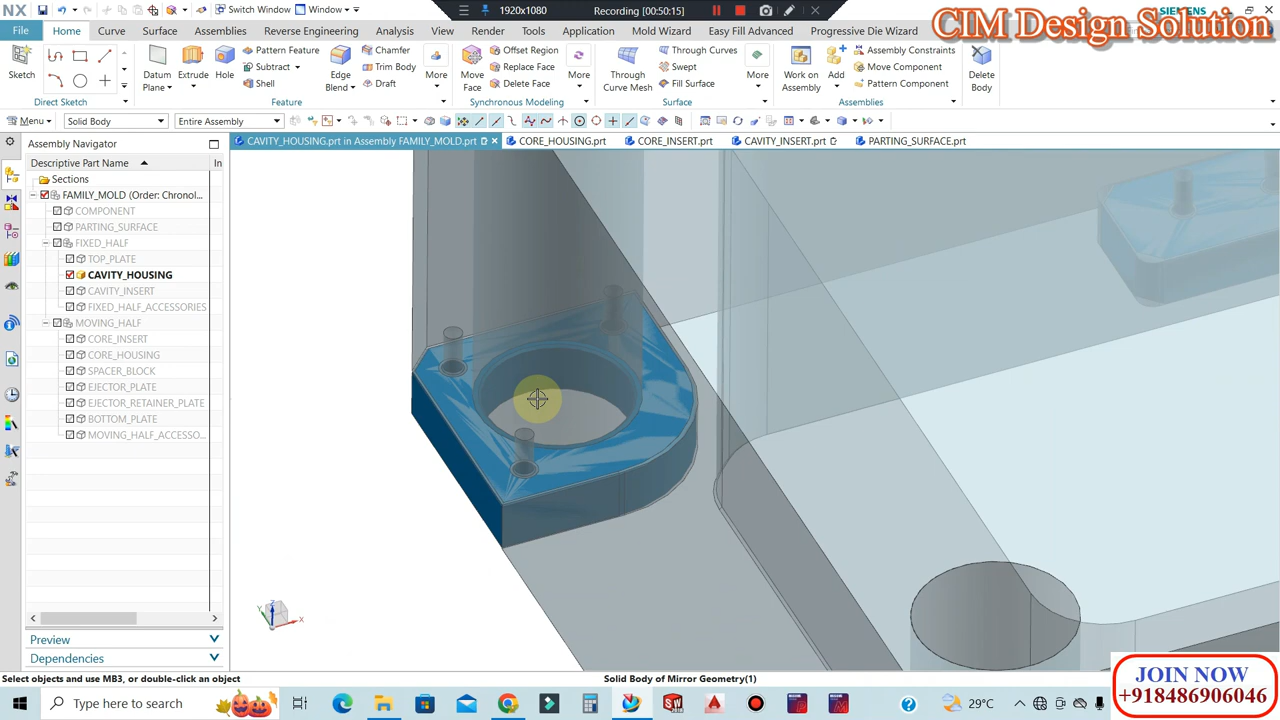 NX
Switch Window
Window
1920x1080
Recording [00:50:15]
SIEMENS
CIM Design Solution
File
Home
Curve
Surface
Assemblies
Reverse Engineering
Analysis
View
Render
Tools
Application
Mold Wizard
Easy Fill Advanced
Progressive Die Wizard
Sketch
Direct Sketch
Datum Plane
Extrude
Hole
Pattern Feature
Subtract
Shell
Edge Blend
Chamfer
Trim Body
Draft
More
Feature
Move Face
Offset Region
Replace Face
Delete Face
More
Synchronous Modeling
Through Curve Mesh
Through Curves
Swept
Fill Surface
More
Surface
Work on Assembly
Add
Assembly Constraints
Move Component
Pattern Component
Assemblies
Delete Body
Menu
Solid Body
Entire Assembly
Assembly Navigator
CAVITY_HOUSING.prt in Assembly FAMILY_MOLD.prt
CORE_HOUSING.prt
CORE_INSERT.prt
CAVITY_INSERT.prt
PARTING_SURFACE.prt
Descriptive Part Name
In
Sections
FAMILY_MOLD (Order: Chronol...
COMPONENT
PARTING_SURFACE
FIXED_HALF
TOP_PLATE
CAVITY_HOUSING
CAVITY_INSERT
FIXED_HALF_ACCESSORIES
MOVING_HALF
CORE_INSERT
CORE_HOUSING
SPACER_BLOCK
EJECTOR_PLATE
EJECTOR_RETAINER_PLATE
BOTTOM_PLATE
MOVING_HALF_ACCESSO...
Z
Y
X
Preview
Dependencies
Select objects and use MB3, or double-click an object
Solid Body of Mirror Geometry(1)
JOIN NOW
+918486906046
Type here to search
29°C